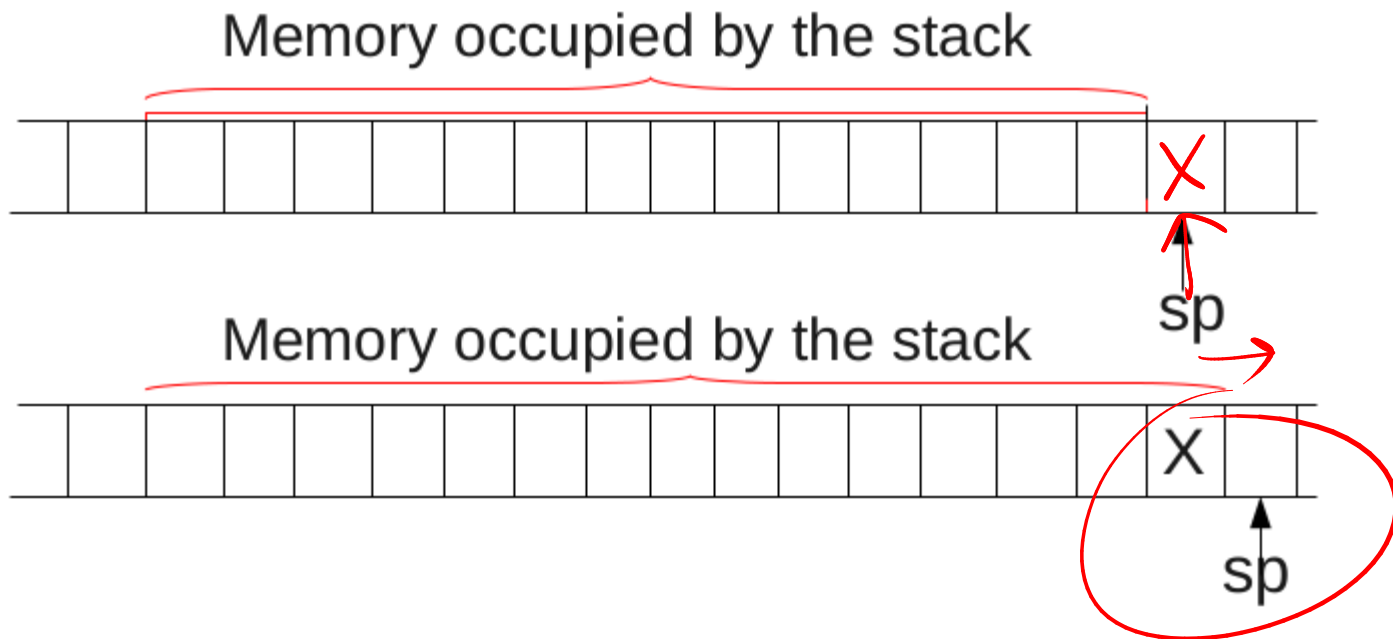 Memory occupied by the stack
X
sp
Memory occupied by the stack
X
sp